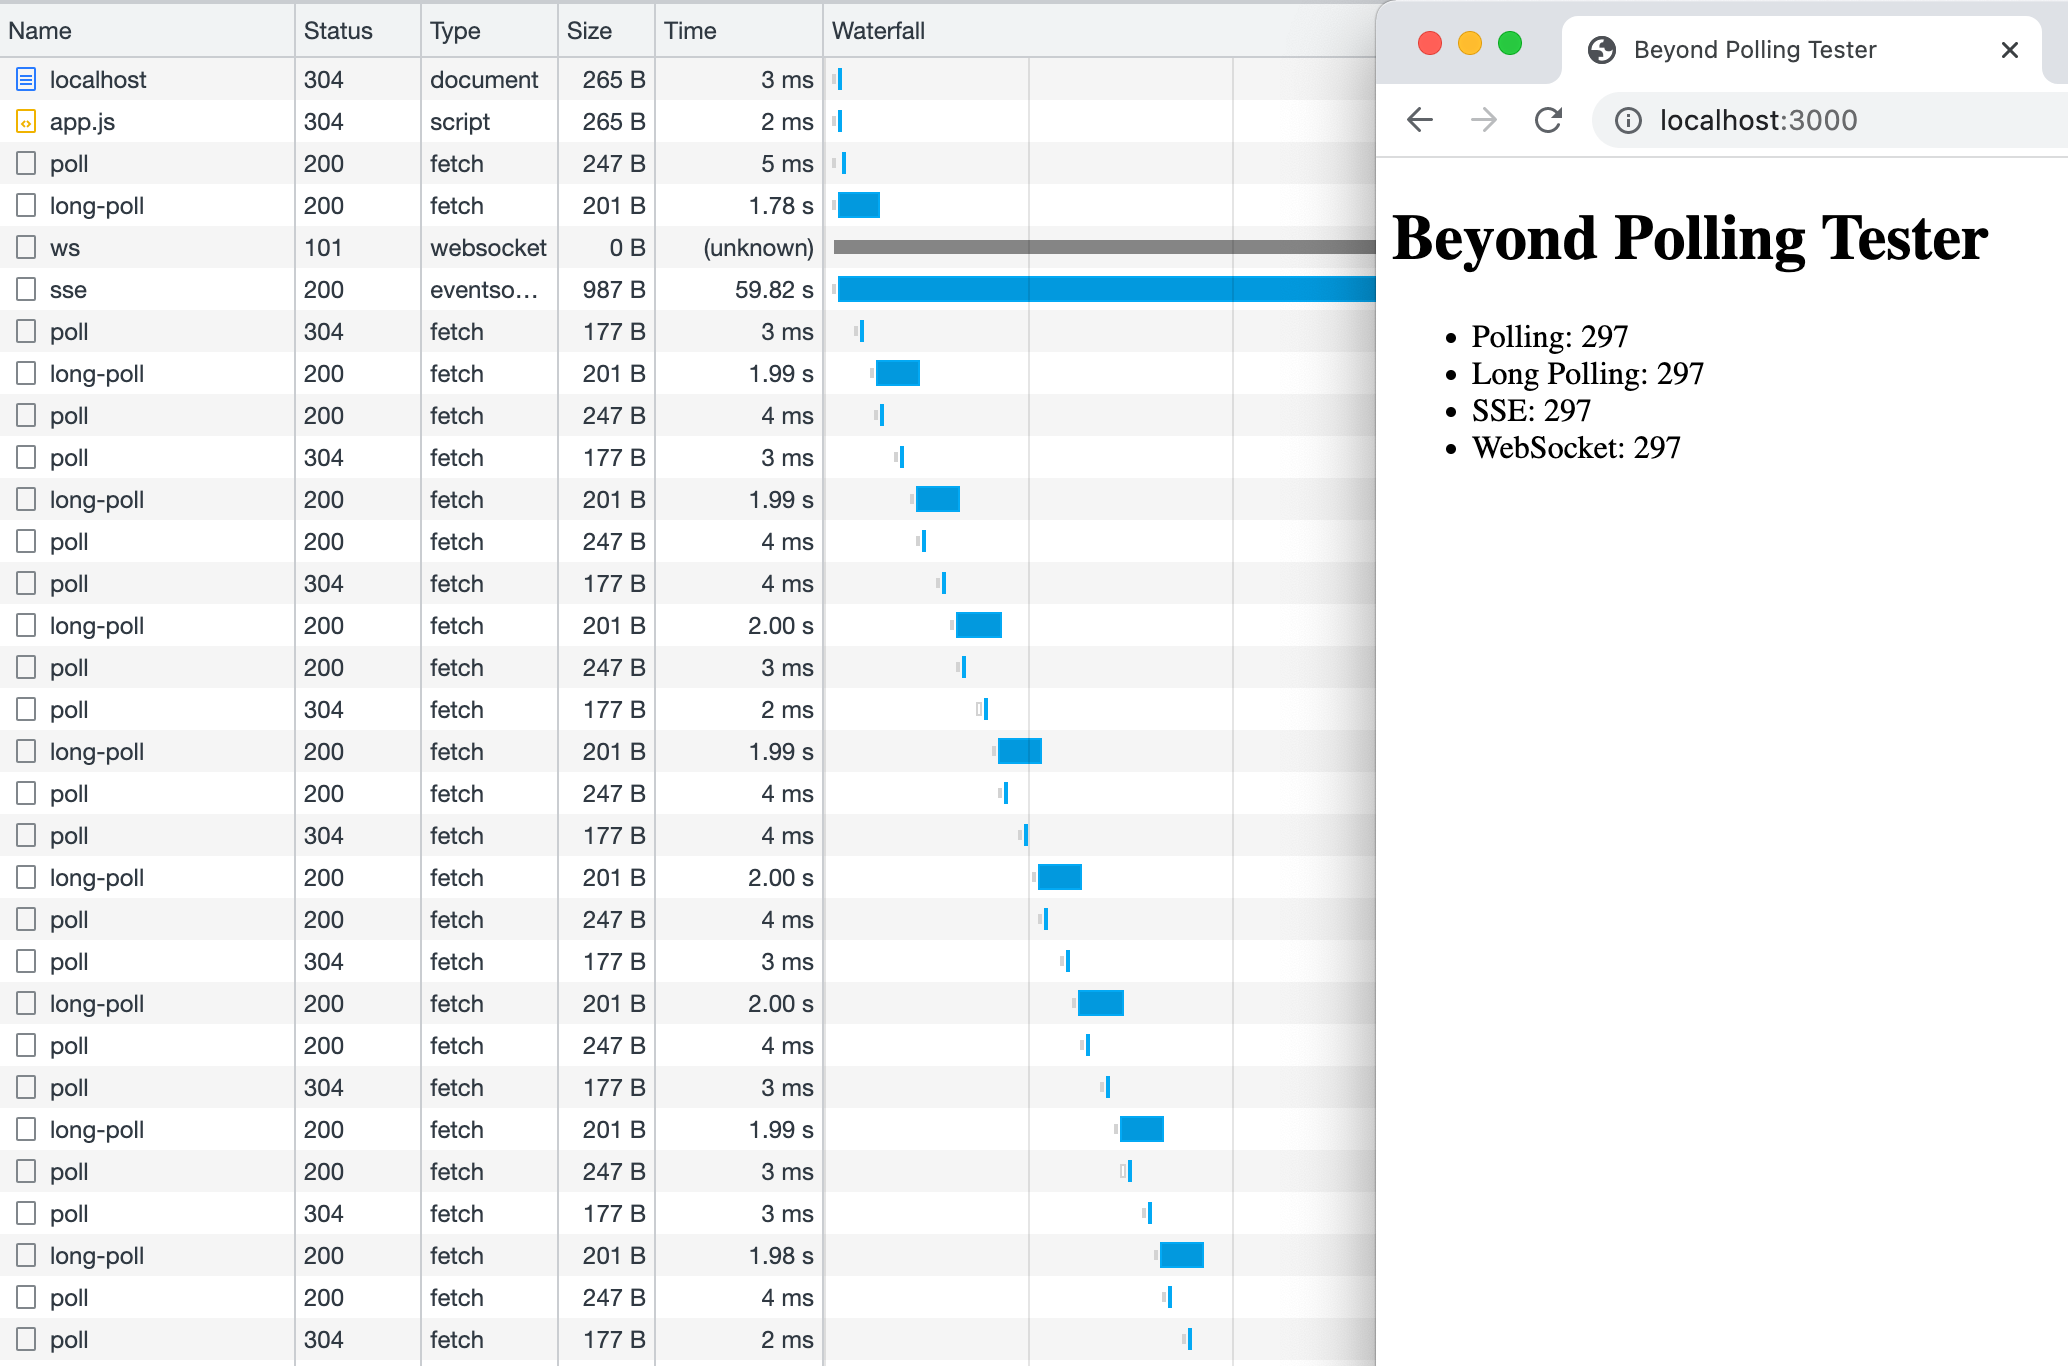 Name Status Type Size Time Waterfall
localhost 304 document 265 B 3 ms
app.js 304 script 265 B 2 ms
poll 200 fetch 247 B 5 ms
long-poll 200 fetch 201 B 1.78 s
ws 101 websocket 0 B (unknown)
sse 200 eventso... 987 B 59.82 s
poll 304 fetch 177 B 3 ms
long-poll 200 fetch 201 B 1.99 s
poll 200 fetch 247 B 4 ms
poll 304 fetch 177 B 3 ms
long-poll 200 fetch 201 B 1.99 s
poll 200 fetch 247 B 4 ms
poll 304 fetch 177 B 4 ms
long-poll 200 fetch 201 B 2.00 s
poll 200 fetch 247 B 3 ms
poll 304 fetch 177 B 2 ms
long-poll 200 fetch 201 B 1.99 s
poll 200 fetch 247 B 4 ms
poll 304 fetch 177 B 4 ms
long-poll 200 fetch 201 B 2.00 s
poll 200 fetch 247 B 4 ms
poll 304 fetch 177 B 3 ms
long-poll 200 fetch 201 B 2.00 s
poll 200 fetch 247 B 4 ms
poll 304 fetch 177 B 3 ms
long-poll 200 fetch 201 B 1.99 s
poll 200 fetch 247 B 3 ms
poll 304 fetch 177 B 3 ms
long-poll 200 fetch 201 B 1.98 s
poll 200 fetch 247 B 4 ms
poll 304 fetch 177 B 2 ms
Beyond Polling Tester
localhost:3000
Beyond Polling Tester
• Polling: 297
• Long Polling: 297
• SSE: 297
• WebSocket: 297